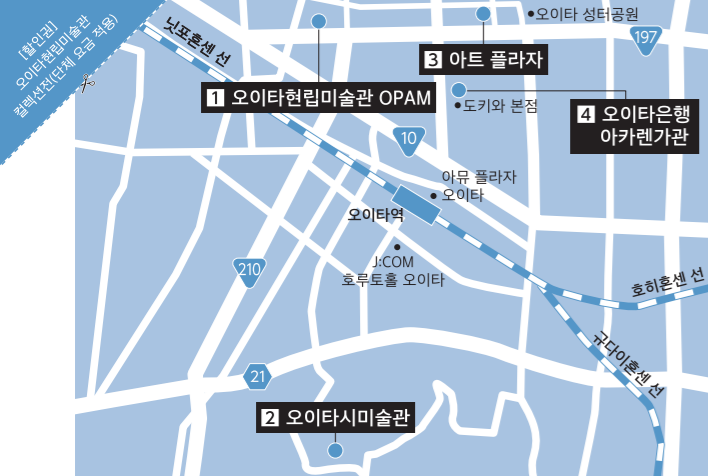 [할인권]
오이타현립미술관
컬렉션전(단체 요금 적용)
닛포혼센 선
오이타 성터공원
197
3 아트 플라자
1 오이타현립미술관 OPAM
도키와 본점
4 오이타은행
아카렌가관
10
아뮤 플라자
오이타
오이타역
J:COM
호루토홀 오이타
210
호히혼센 선
규다이혼센 선
21
2 오이타시미술관